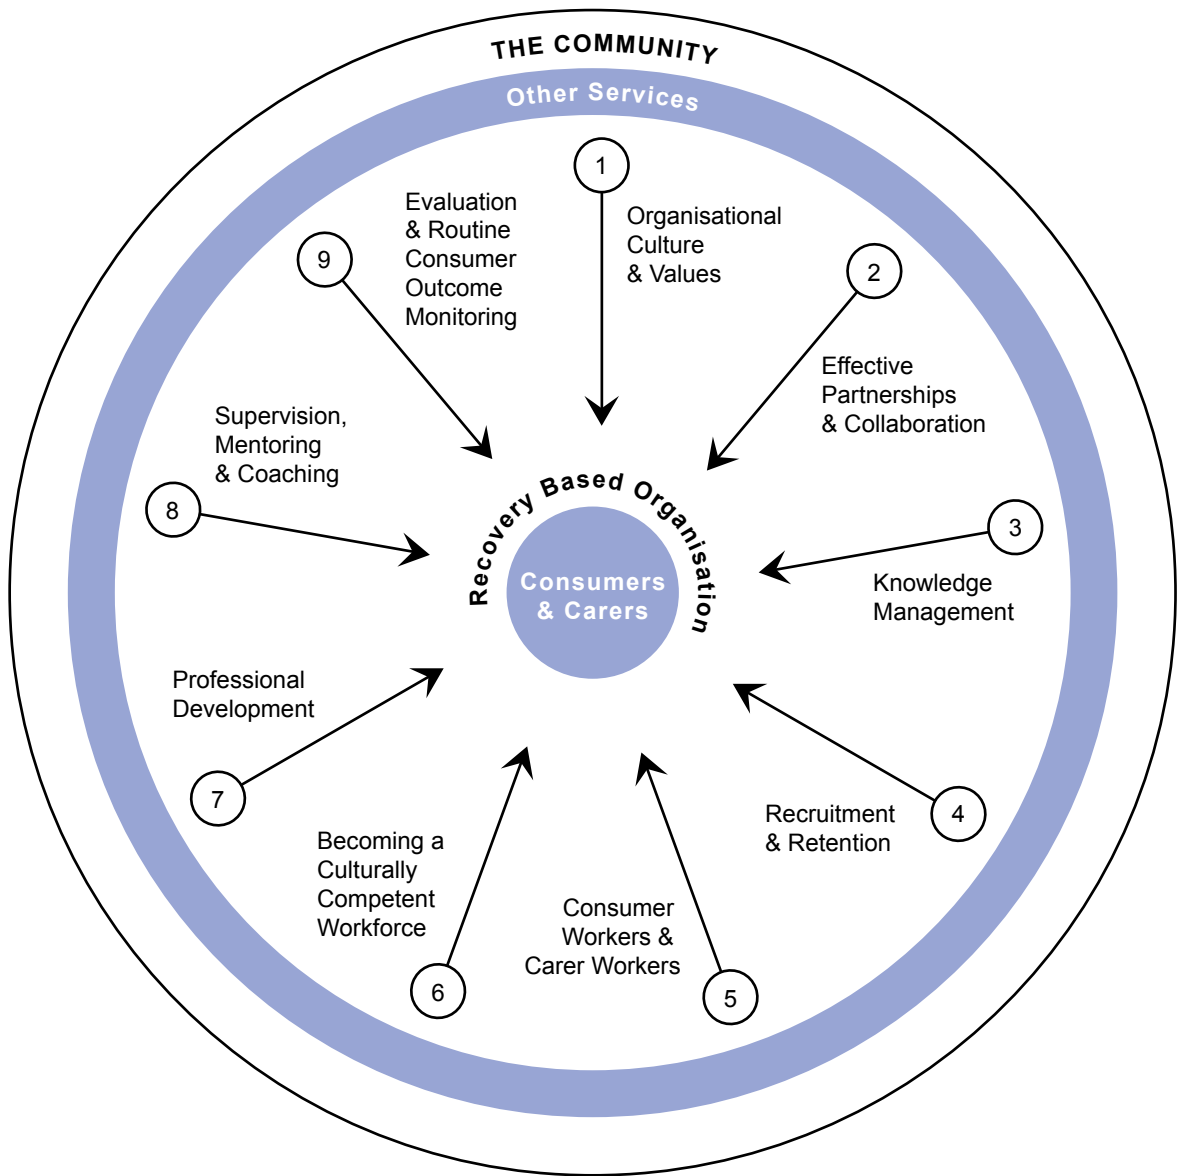 THE COMMUNITY
Other Services
1
Organisational
Culture
& Values
2
Effective
Partnerships
& Collaboration
3
Knowledge
Management
4
Recruitment
& Retention
5
Consumer
Workers &
Carer Workers
6
Becoming a
Culturally
Competent
Workforce
7
Professional
Development
8
Supervision,
Mentoring
& Coaching
9
Evaluation
& Routine
Consumer
Outcome
Monitoring
Recovery Based Organisation
Consumers
& Carers